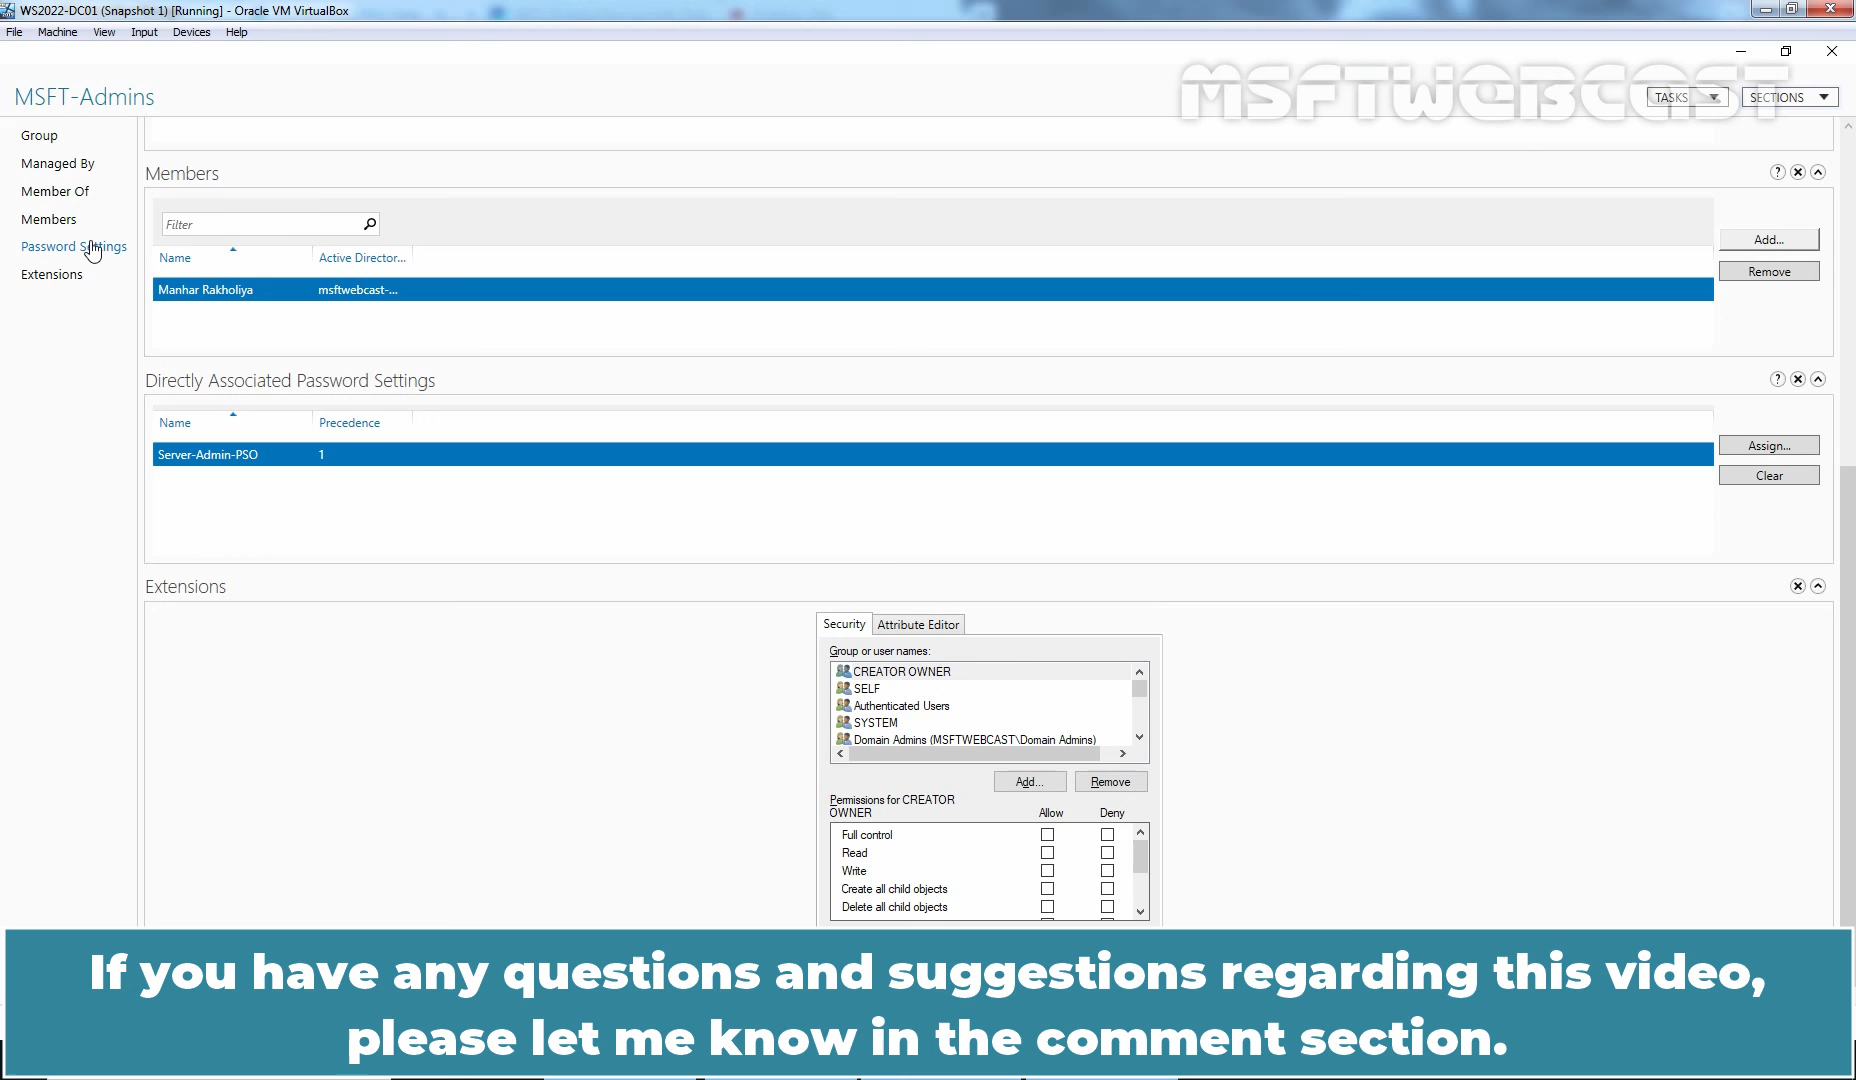 WS2022-DC01 (Snapshot 1) [Running] - Oracle VM VirtualBox
File Machine View Input Devices Help
MSFTWEBCAST
MSFT-Admins
TASKS
SECTIONS
Group
Managed By
Member Of
Members
Password Settings
Extensions
Members
Filter
Name Active Director...
Manhar Rakholiya msftwebcast-...
Add...
Remove
Directly Associated Password Settings
Name Precedence
Server-Admin-PSO 1
Assign...
Clear
Extensions
Security Attribute Editor
Group or user names:
CREATOR OWNER
SELF
Authenticated Users
SYSTEM
Domain Admins (MSFTWEBCAST\Domain Admins)
Add... Remove
Permissions for CREATOR
OWNER Allow Deny
Full control
Read
Write
Create all child objects
Delete all child objects
If you have any questions and suggestions regarding this video,
please let me know in the comment section.